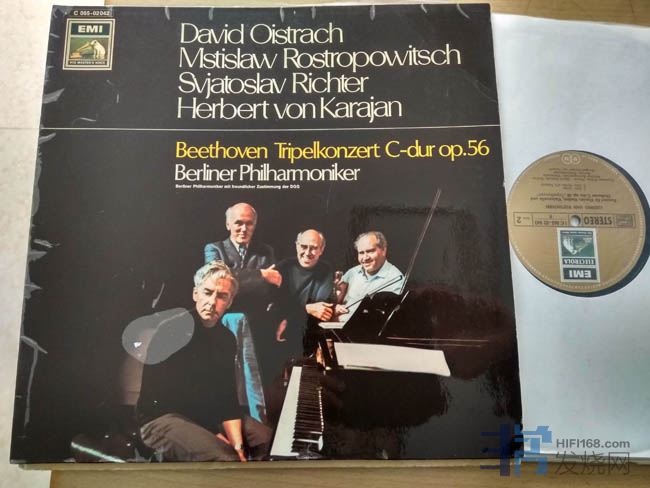 C 065-02042
EMI
HIS MASTER'S VOICE
David Oistrach
Mstislaw Rostropowitsch
Svjatoslav Richter
Herbert von Karajan
Beethoven Tripelkonzert C-dur op.56
Berliner Philharmoniker
Berliner Philharmoniker mit freundlicher Zustimmung der DGG
EMI
ELECTROLA
STEREO
2
HIFI168.com
发烧网